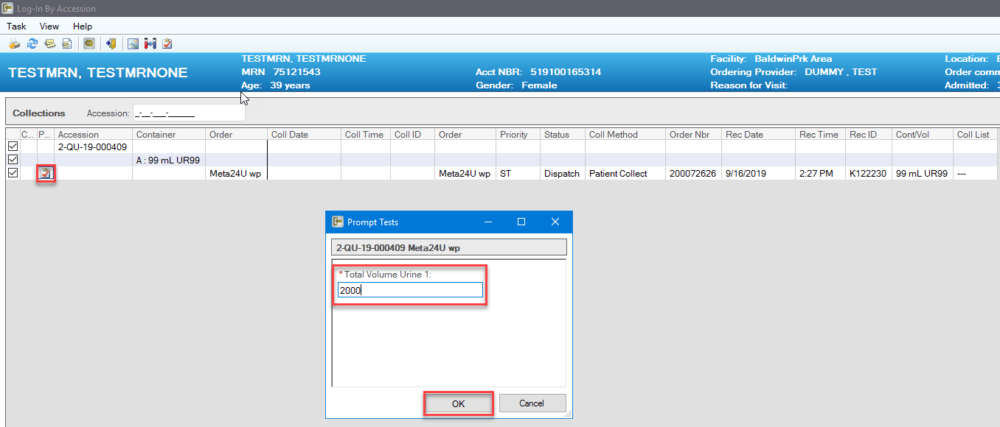 Log-In By Accession
Task View Help
TESTMRN, TESTMRNONE
TESTMRN, TESTMRNONE
MRN 75121543
Age: 39 years
Acct NBR: 519100165314
Gender: Female
Facility: BaldwinPrk Area
Ordering Provider: DUMMY , TEST
Reason for Visit:
Location:
Order comm
Admitted:
Collections Accession: _-__-___-______
C... P... Accession Container Order Coll Date Coll Time Coll ID Order Priority Status Coll Method Order Nbr Rec Date Rec Time Rec ID Cont/Vol Coll List
2-QU-19-000409
A : 99 mL UR99
Meta24U wp Meta24U wp ST Dispatch Patient Collect 200072626 9/16/2019 2:27 PM K122230 99 mL UR99 ---
Prompt Tests
2-QU-19-000409 Meta24U wp
* Total Volume Urine 1:
2000
OK Cancel